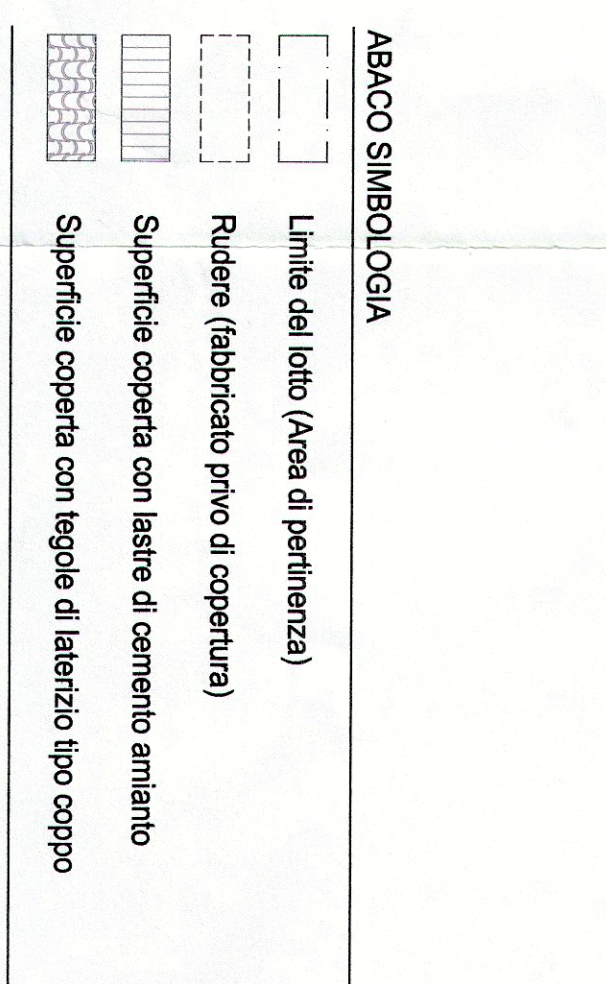 ABACO SIMBOLOGIA
Limite del lotto (Area di pertinenza)
Rudere (fabbricato privo di copertura)
Superficie coperta con lastre di cemento amianto
Superficie coperta con tegole di laterizio tipo coppo